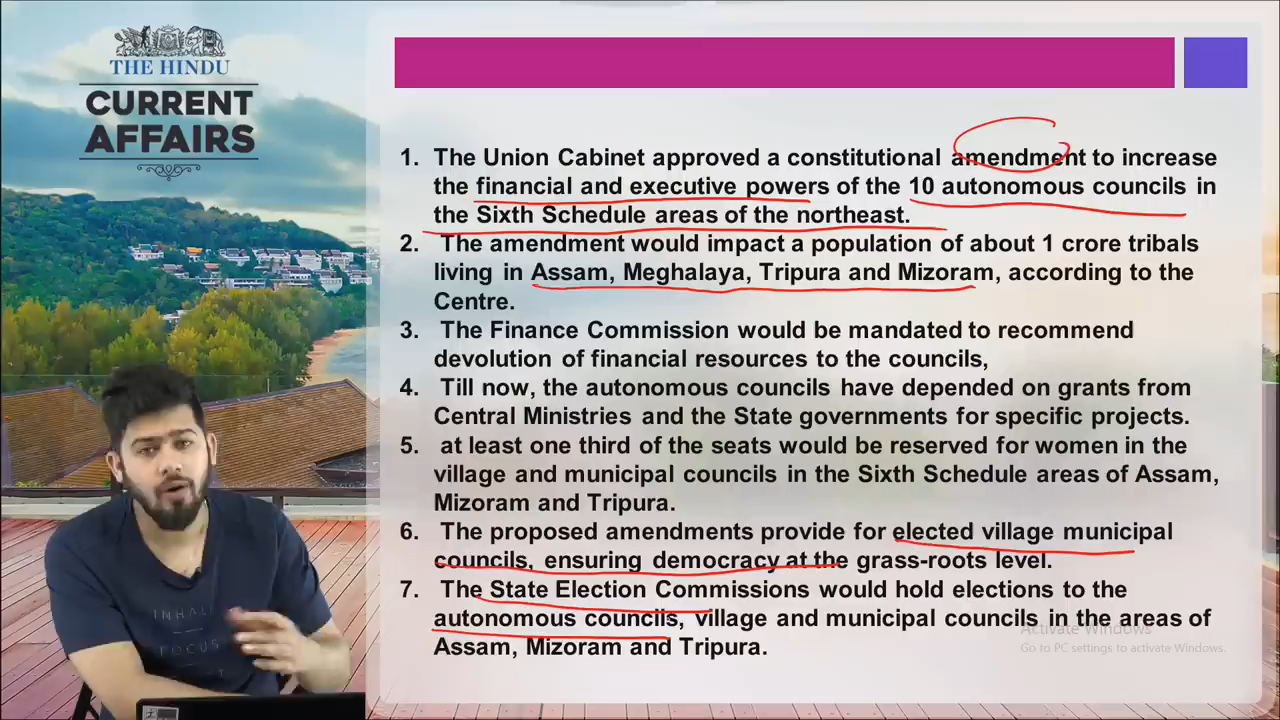 THE HINDU
CURRENT
AFFAIRS
1. The Union Cabinet approved a constitutional amendment to increase
the financial and executive powers of the 10 autonomous councils in
the Sixth Schedule areas of the northeast.
2. The amendment would impact a population of about 1 crore tribals
living in Assam, Meghalaya, Tripura and Mizoram, according to the
Centre.
3. The Finance Commission would be mandated to recommend
devolution of financial resources to the councils,
4. Till now, the autonomous councils have depended on grants from
Central Ministries and the State governments for specific projects.
5. at least one third of the seats would be reserved for women in the
village and municipal councils in the Sixth Schedule areas of Assam,
Mizoram and Tripura.
6. The proposed amendments provide for elected village municipal
councils, ensuring democracy at the grass-roots level.
7. The State Election Commissions would hold elections to the
autonomous councils, village and municipal councils in the areas of
Assam, Mizoram and Tripura.
Activate Windows
Go to PC settings to activate Windows.
INHAL
FOCUS